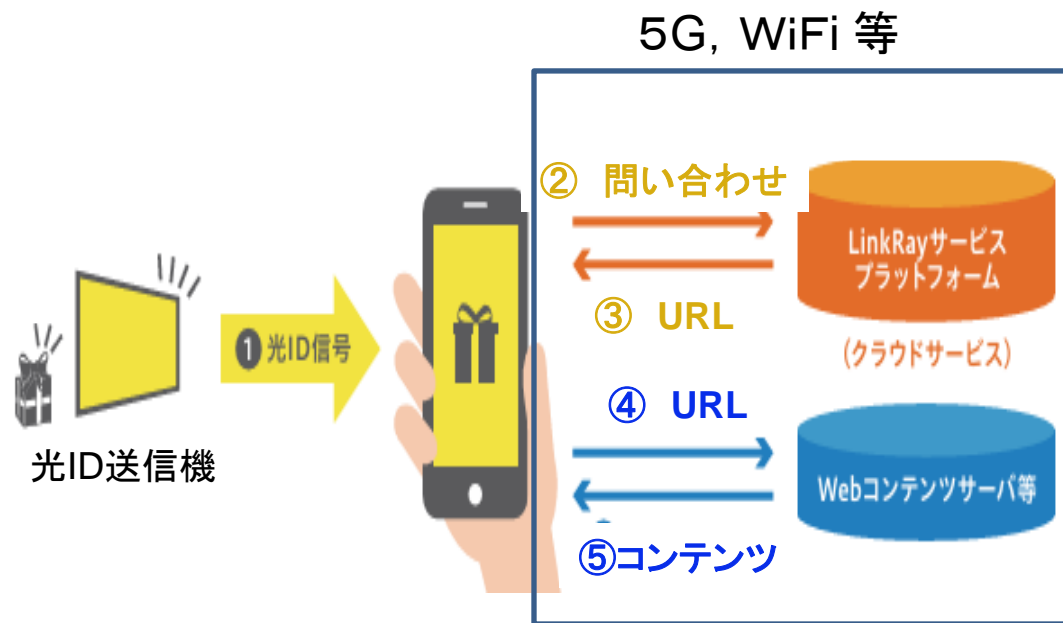 5G, WiFi 等
② 問い合わせ
LinkRayサービス
プラットフォーム
③ URL
(クラウドサービス)
❶光ID信号
④ URL
光ID送信機
Webコンテンツサーバ等
⑤コンテンツ